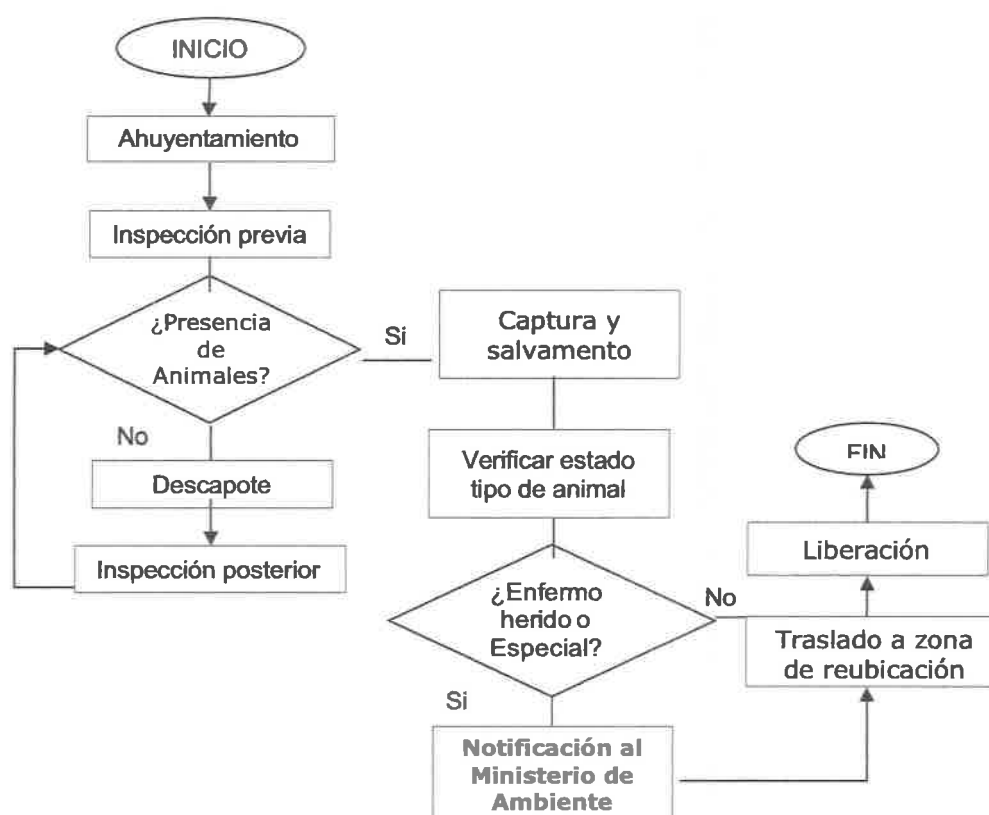 INICIO
Ahuyentamiento
Inspección previa
¿Presencia
de
Animales?
Si
Captura y
salvamento
No
Descapote
Inspección posterior
Verificar estado
tipo de animal
¿Enfermo
herido o
Especial?
No
Si
Notificación al
Ministerio de
Ambiente
Traslado a zona
de reubicación
Liberación
FIN